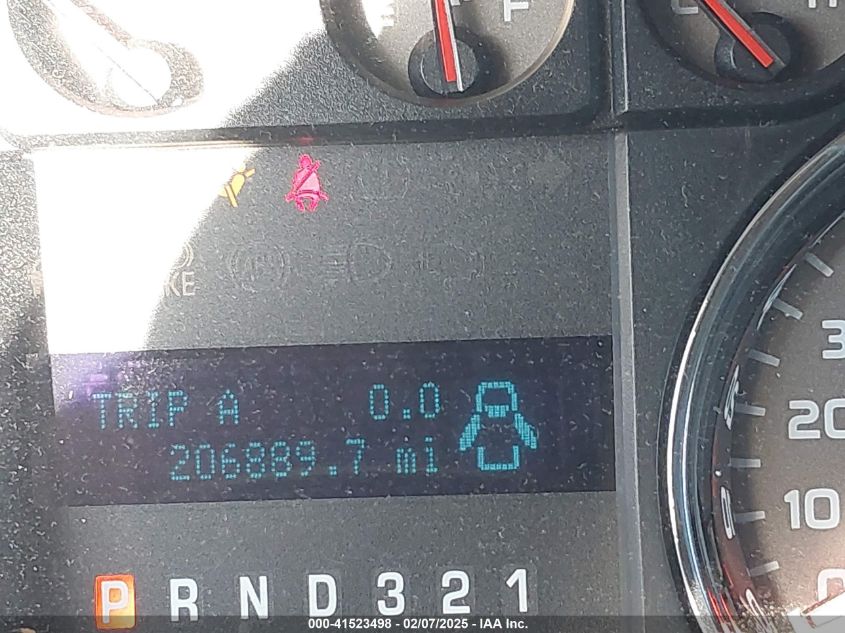 F
C
H
KE
TRIP A 0.0
206889.7 mi
P R N D 3 2 1
20
10
0
000-41523498 - 02/07/2025 - IAA Inc.